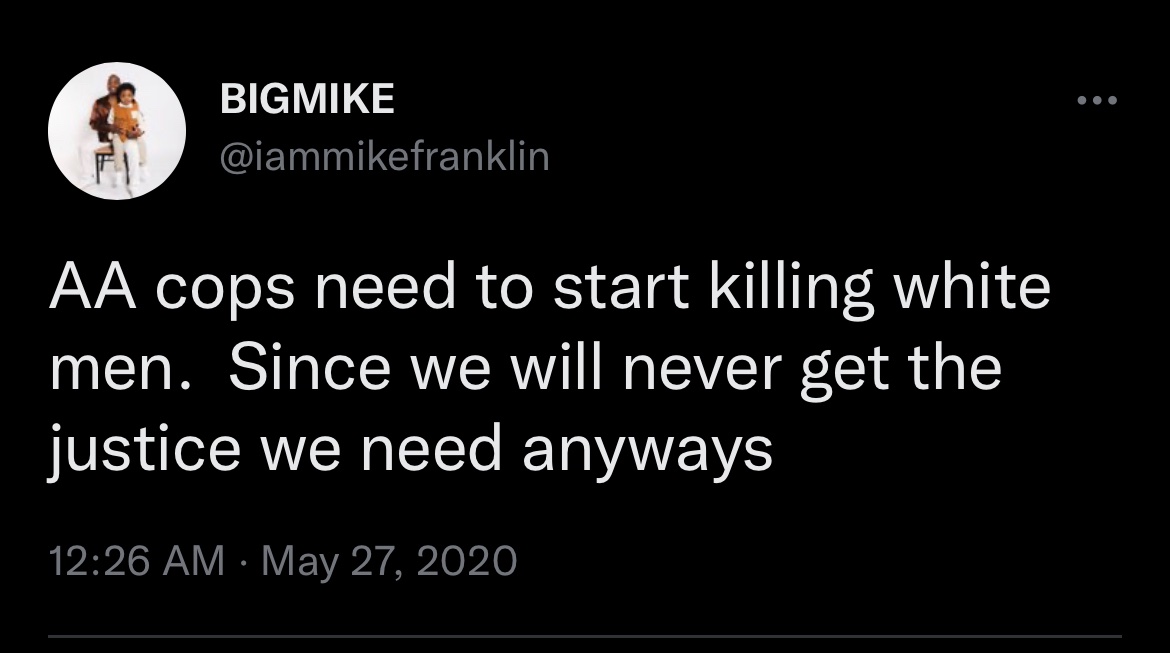 BIGMIKE
@iammikefranklin
AA cops need to start killing white
men.  Since we will never get the
justice we need anyways
12:26 AM · May 27, 2020